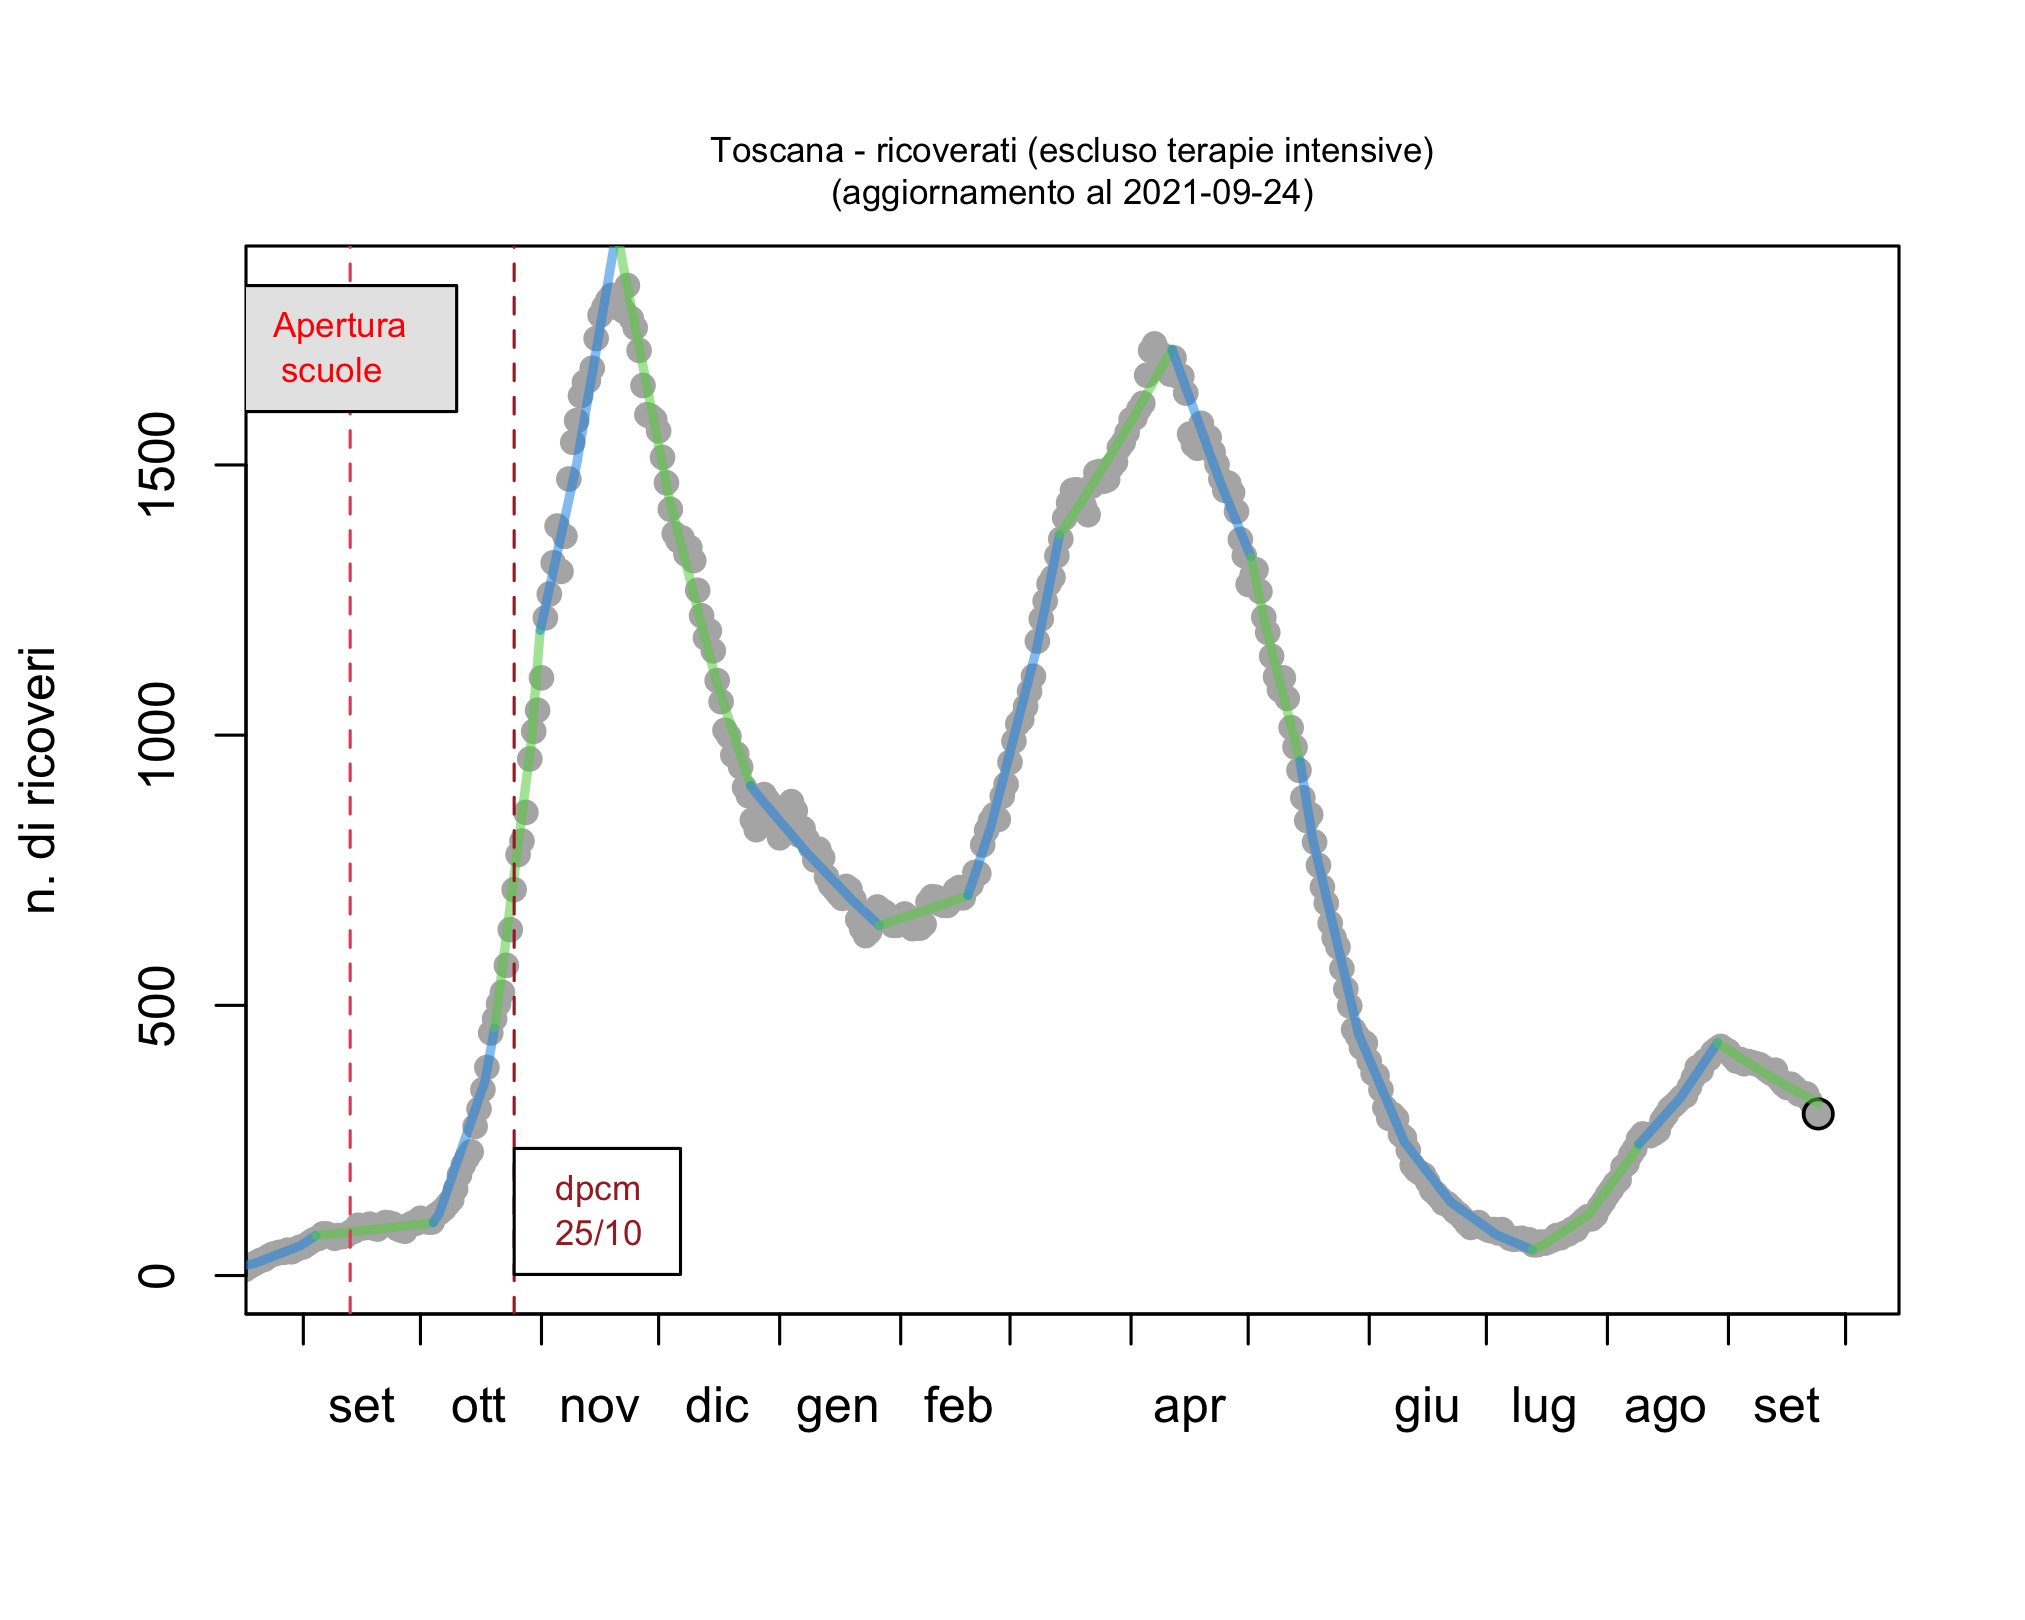 Toscana - ricoverati (escluso terapie intensive)
(aggiornamento al 2021-09-24)
Apertura
scuole
dpcm
25/10
n. di ricoveri
1500
1000
500
0
set ott nov dic gen feb apr giu lug ago set